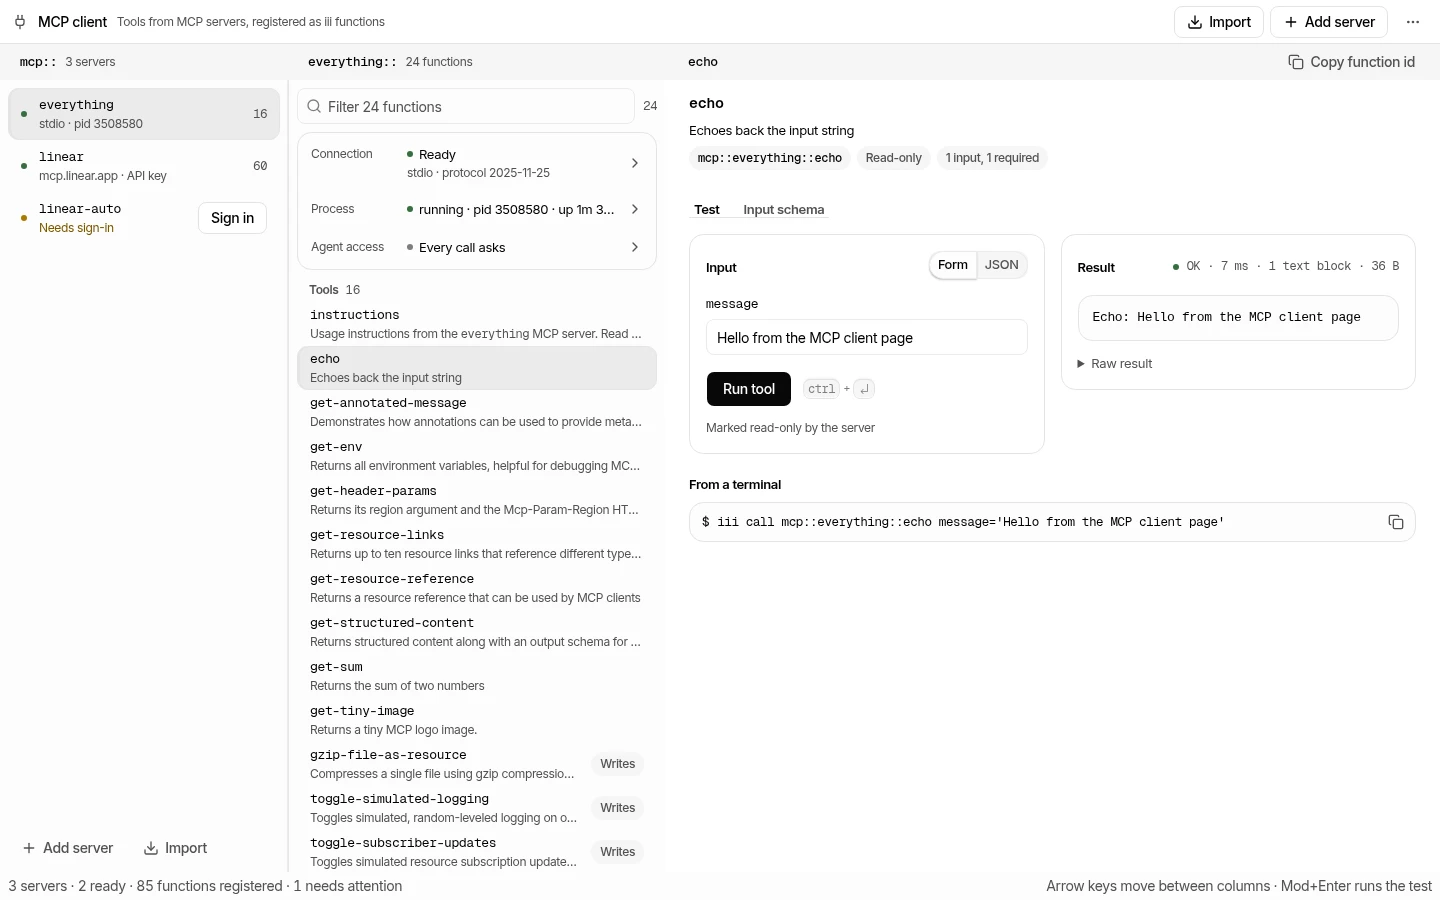 MCP client Tools from MCP servers, registered as iii functions
Import
Add server
mcp:: 3 servers
everything:: 24 functions
echo
Copy function id
everything
stdio · pid 3508580
16
linear
mcp.linear.app · API key
60
linear-auto
Needs sign-in
Sign in
Add server
Import
Filter 24 functions
24
Connection
Ready
stdio · protocol 2025-11-25
Process
running · pid 3508580 · up 1m 3...
Agent access
Every call asks
Tools 16
instructions
Usage instructions from the everything MCP server. Read ...
echo
Echoes back the input string
get-annotated-message
Demonstrates how annotations can be used to provide meta...
get-env
Returns all environment variables, helpful for debugging MC...
get-header-params
Returns its region argument and the Mcp-Param-Region HT...
get-resource-links
Returns up to ten resource links that reference different type...
get-resource-reference
Returns a resource reference that can be used by MCP clients
get-structured-content
Returns structured content along with an output schema for ...
get-sum
Returns the sum of two numbers
get-tiny-image
Returns a tiny MCP logo image.
gzip-file-as-resource
Compresses a single file using gzip compressio...
Writes
toggle-simulated-logging
Toggles simulated, random-leveled logging on o...
Writes
toggle-subscriber-updates
Toggles simulated resource subscription update...
Writes
echo
Echoes back the input string
mcp::everything::echo
Read-only
1 input, 1 required
Test
Input schema
Input
Form
JSON
message
Hello from the MCP client page
Run tool
ctrl + ↵
Marked read-only by the server
Result
OK · 7 ms · 1 text block · 36 B
Echo: Hello from the MCP client page
Raw result
From a terminal
$ iii call mcp::everything::echo message='Hello from the MCP client page'
3 servers · 2 ready · 85 functions registered · 1 needs attention
Arrow keys move between columns · Mod+Enter runs the test